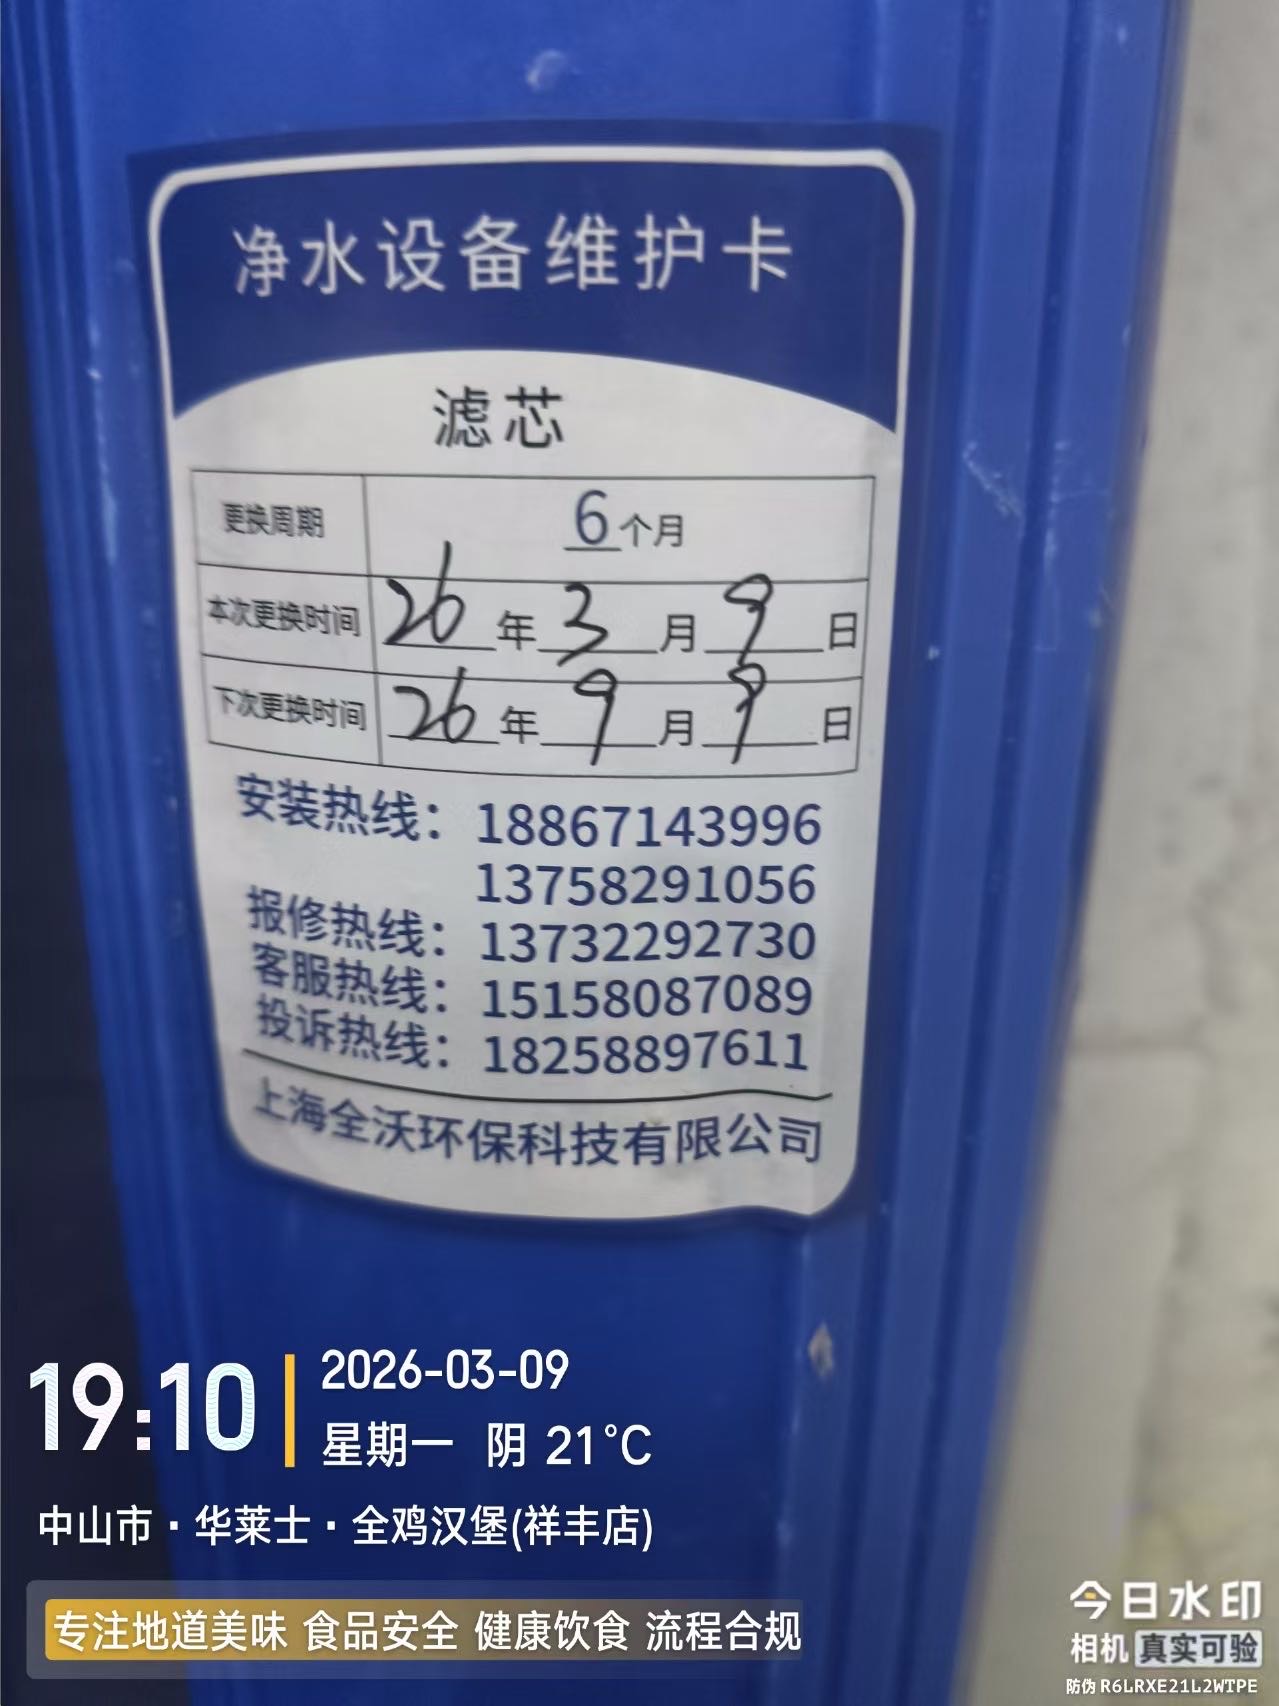 净水设备维护卡
滤芯
更换周期 6个月
本次更换时间 26年3月9日
下次更换时间 26年9月9日
安装热线：18867143996
13758291056
报修热线：13732292730
客服热线：15158087089
投诉热线：18258897611
上海全沃环保科技有限公司
19:10
2026-03-09
星期一 阴 21°C
中山市·华莱士·全鸡汉堡(祥丰店)
专注地道美味 食品安全 健康饮食 流程合规
今日水印
相机 真实可验
防伪 R6LRXE21L2WTPE